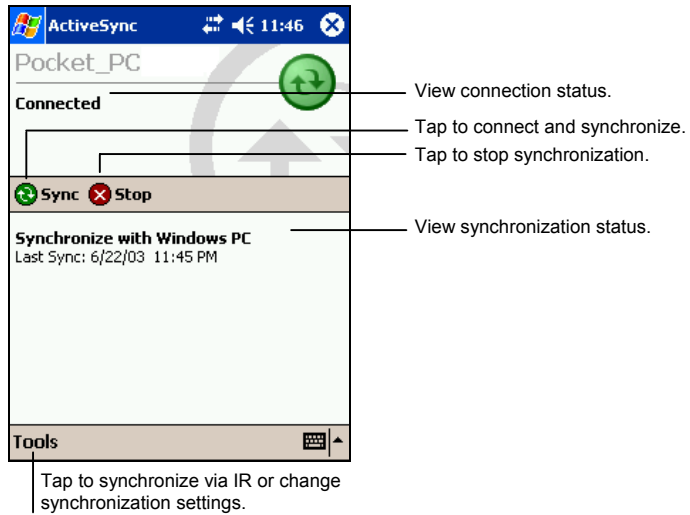 ActiveSync 11:46
Pocket_PC
Connected
View connection status.
Tap to connect and synchronize.
Tap to stop synchronization.
Sync Stop
Synchronize with Windows PC
Last Sync: 6/22/03 11:45 PM
View synchronization status.
Tools
Tap to synchronize via IR or change
synchronization settings.